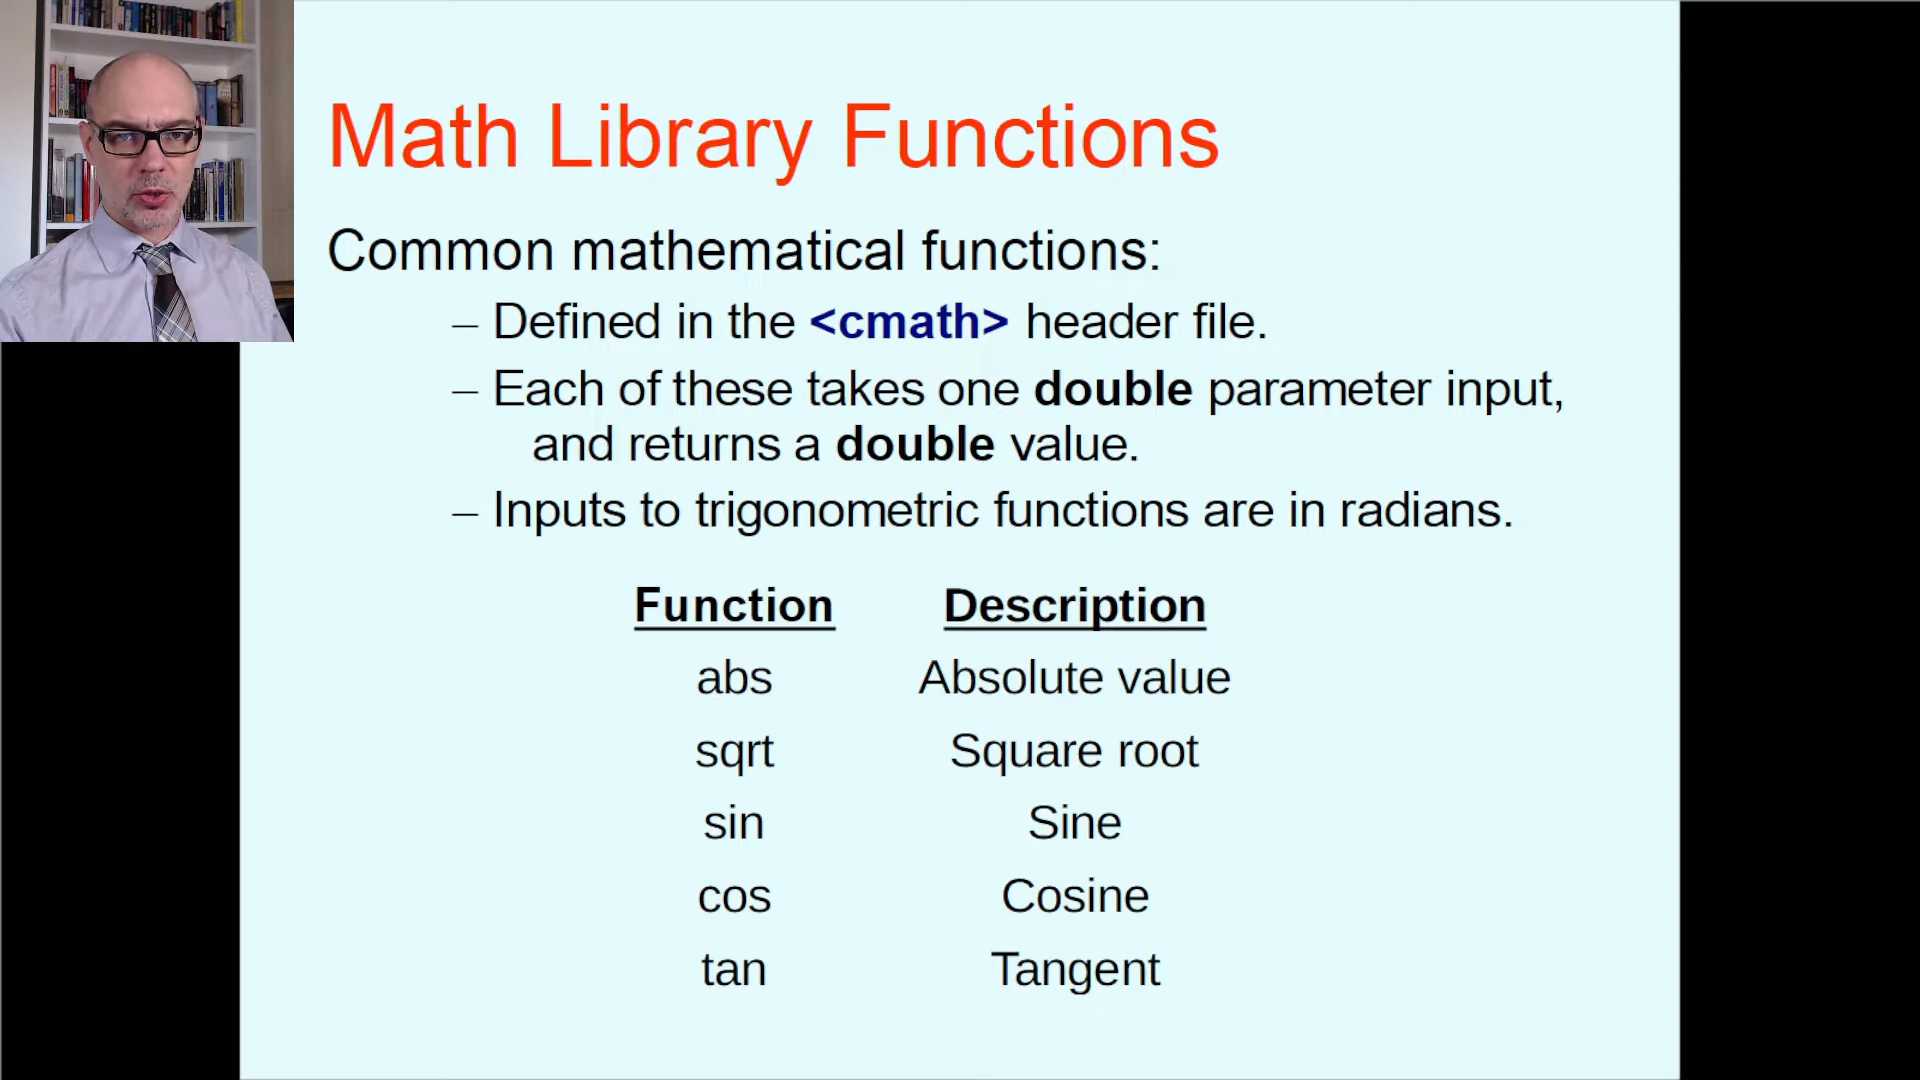 Math Library Functions
Common mathematical functions:
– Defined in the <cmath> header file.
– Each of these takes one double parameter input,
and returns a double value.
– Inputs to trigonometric functions are in radians.
Function Description
abs Absolute value
sqrt Square root
sin Sine
cos Cosine
tan Tangent